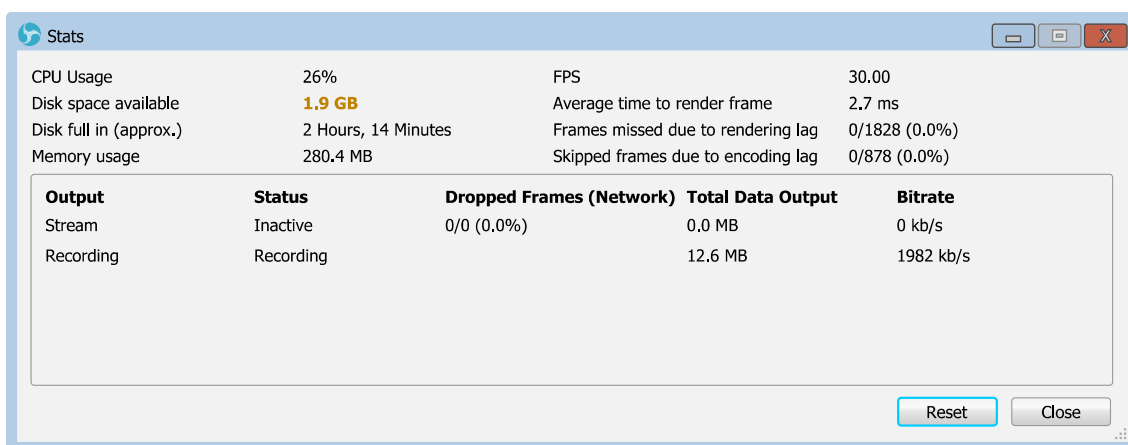 Stats
CPU Usage 26% FPS 30.00
Disk space available 1.9 GB Average time to render frame 2.7 ms
Disk full in (approx.) 2 Hours, 14 Minutes Frames missed due to rendering lag 0/1828 (0.0%)
Memory usage 280.4 MB Skipped frames due to encoding lag 0/878 (0.0%)
Output Status Dropped Frames (Network) Total Data Output Bitrate
Stream Inactive 0/0 (0.0%) 0.0 MB 0 kb/s
Recording Recording 12.6 MB 1982 kb/s
Reset Close